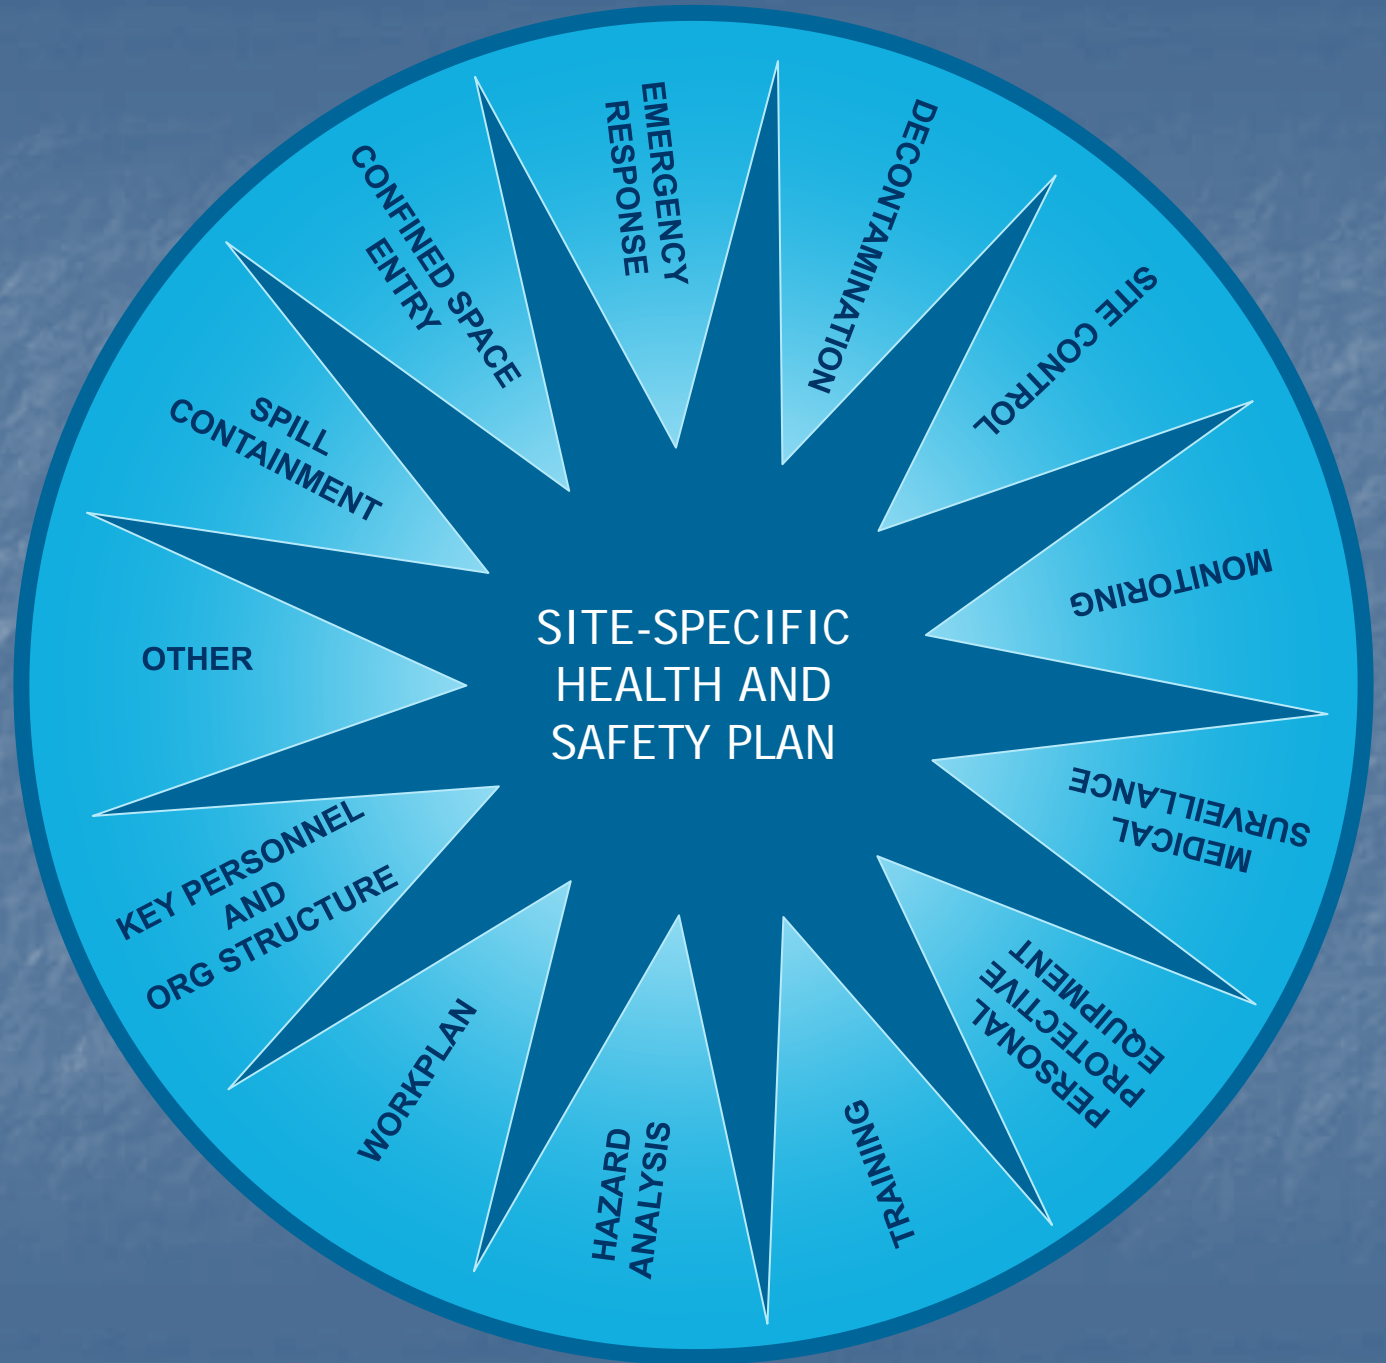 SITE-SPECIFIC
HEALTH AND
SAFETY PLAN
EMERGENCY
RESPONSE
DECONTAMINATION
SITE CONTROL
MONITORING
MEDICAL
SURVEILLANCE
PERSONAL
PROTECTIVE
EQUIPMENT
TRAINING
HAZARD
ANALYSIS
WORKPLAN
KEY PERSONNEL
AND
ORG STRUCTURE
OTHER
SPILL
CONTAINMENT
CONFINED SPACE
ENTRY